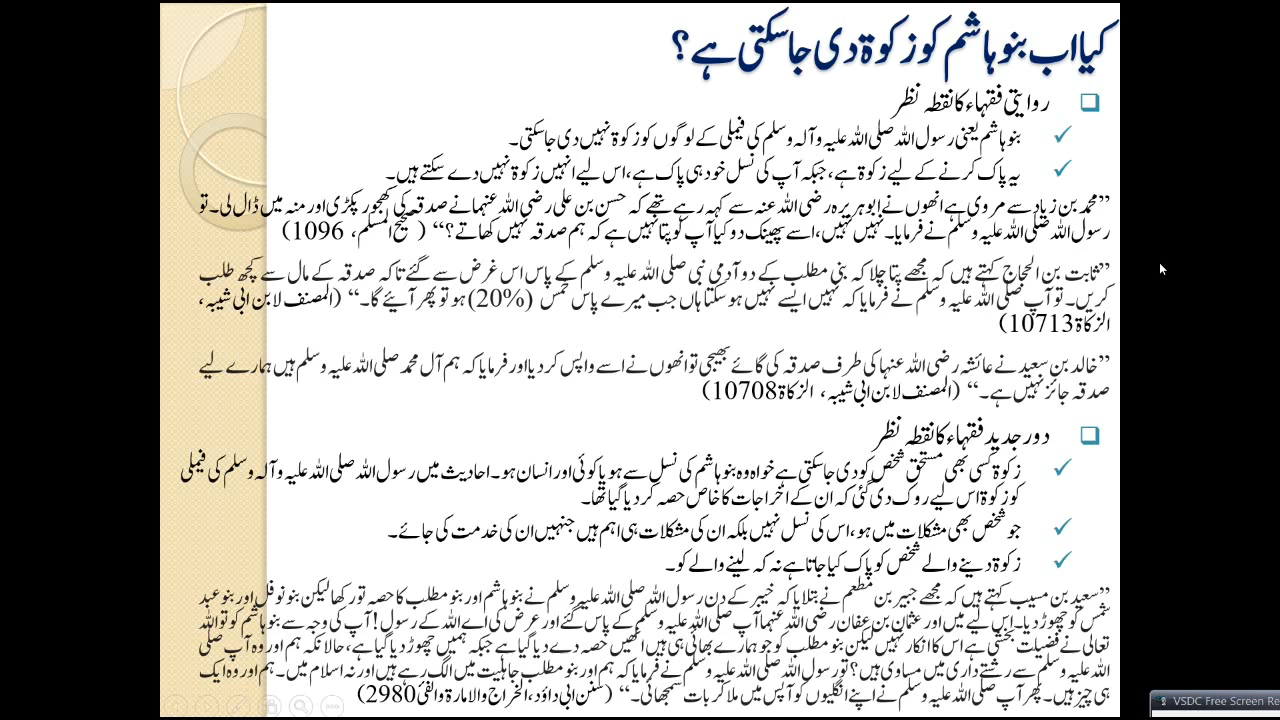 کیا اب بنو ہاشم کو زکوۃ دی جا سکتی ہے؟
روایتی فقہاء کا نقطہ نظر
بنو ہاشم یعنی رسول اللہ صلی اللہ علیہ وآلہ وسلم کی فیملی کے لوگوں کو زکوۃ نہیں دی جا سکتی۔
یہ پاک کرنے کے لیے زکوۃ ہے، جبکہ آپ کی نسل خود ہی پاک ہے، اس لیے انہیں زکوۃ نہیں دے سکتے ہیں۔
”محمد بن زیاد سے مروی ہے انھوں نے ابوہریرہ رضی اللہ عنہ سے کہہ رہے تھے کہ حسن بن علی رضی اللہ عنہما نے صدقہ کی کھجور پکڑی اور منہ میں ڈال لی۔ تو
رسول اللہ صلی اللہ علیہ وسلم نے فرمایا۔ نہیں نہیں، اسے پھینک دو کیا آپ کو پتا نہیں ہے کہ ہم صدقہ نہیں کھاتے؟“ (صحیح المسلم، 1096)
”ثابت بن الحجاج کہتے ہیں کہ مجھے پتا چلا کہ بنی مطلب کے دو آدمی نبی صلی اللہ علیہ وسلم کے پاس اس غرض سے گئے تاکہ صدقہ کے مال سے کچھ طلب
کریں۔ تو آپ صلی اللہ علیہ وسلم نے فرمایا کہ نہیں ایسے نہیں ہو سکتا ہاں جب میرے پاس خمس (20%) ہو تو پھر آیئے گا۔“ (المصنف لابن ابی شیبہ،
الزکاۃ 10713)
”خالد بن سعید نے عائشہ رضی اللہ عنہا کی طرف صدقہ کی گائے بھیجی تو انھوں نے اسے واپس کر دیا اور فرمایا کہ ہم آل محمد صلی اللہ علیہ وسلم ہیں ہمارے لیے
صدقہ جائز نہیں ہے۔“ (المصنف لابن ابی شیبہ، الزکاۃ 10708)
دور جدید فقہاء کا نقطہ نظر
زکوۃ کسی بھی مستحق شخص کو دی جا سکتی ہے خواہ وہ بنو ہاشم کی نسل سے ہو یا کوئی اور انسان ہو۔ احادیث میں رسول اللہ صلی اللہ علیہ وآلہ وسلم کی فیملی
کو زکوۃ اس لیے روک دی گئی کہ ان کے اخراجات کا خاص حصہ کر دیا گیا تھا۔
جو شخص بھی مشکلات میں ہو، اس کی نسل نہیں بلکہ ان کی مشکلات ہی اہم ہیں جنہیں ان کی خدمت کی جائے۔
زکوۃ دینے والے شخص کو پاک کیا جاتا ہے نہ کہ لینے والے کو۔
”سعید بن مسیب کہتے ہیں کہ مجھے جبیر بن مطعم نے بتلایا کہ خیبر کے دن رسول اللہ صلی اللہ علیہ وسلم نے بنو ہاشم اور بنو مطلب کا حصہ تو رکھا لیکن بنو نوفل اور بنو عبد
شمس کو چھوڑ دیا۔ اس لیے میں اور عثمان بن عفان رضی اللہ عنہما آپ صلی اللہ علیہ وسلم کے پاس گئے اور عرض کی اے اللہ کے رسول! آپ کی وجہ سے بنو ہاشم کو تو اللہ
تعالی نے فضیلت بخشی ہے اس کا انکار نہیں لیکن بنو مطلب کو جو ہمارے بھائی ہی ہیں انھیں حصہ دے دیا گیا ہے جبکہ ہمیں چھوڑ دیا گیا ہے، حالانکہ ہم اور وہ آپ صلی
اللہ علیہ وسلم سے رشتے داری میں مساوی ہیں؟ تو رسول اللہ صلی اللہ علیہ وسلم نے فرمایا کہ ہم اور بنو مطلب جاہلیت میں الگ رہے ہیں اور نہ اسلام میں۔ ہم اور وہ ایک
ہی چیز ہیں۔ پھر آپ صلی اللہ علیہ وسلم نے اپنے انگلیوں کو آپس میں ملا کر بات سمجھائی۔“ (سنن ابی داؤد، الخراج والامارۃ والفئ 2980)
VSDC Free Screen Re